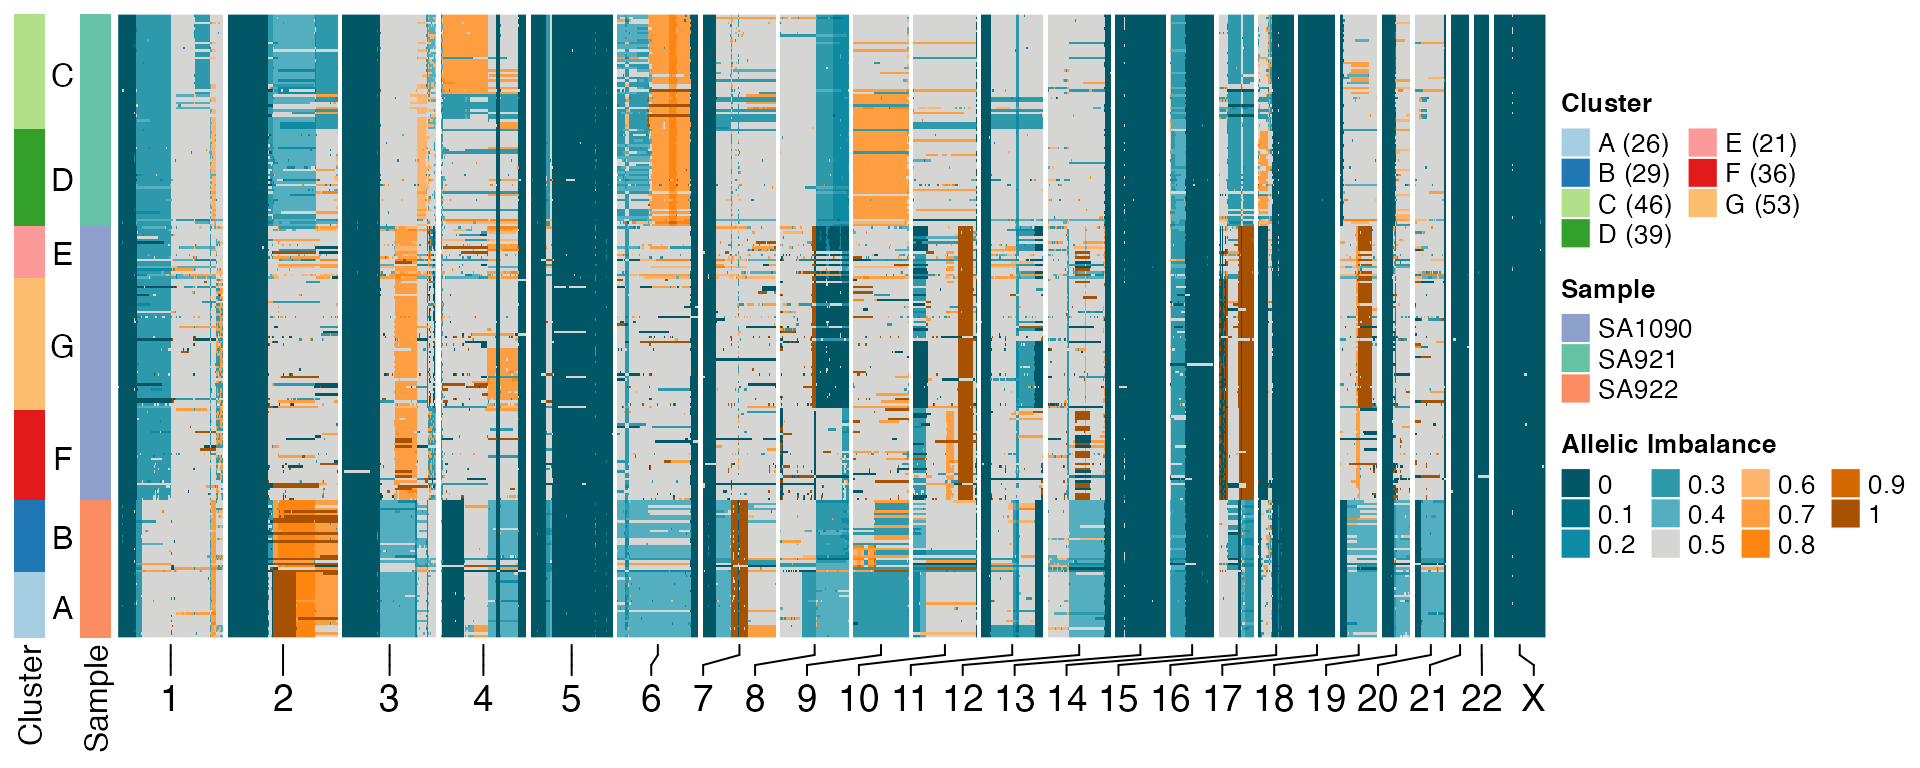 C
D
E
G
F
B
A
Cluster
Sample
1 2 3 4 5 6 7 8 9 10 11 12 13 14 15 16 17 18 19 20 21 22 X
Cluster
A (26) E (21)
B (29) F (36)
C (46) G (53)
D (39)
Sample
SA1090
SA921
SA922
Allelic Imbalance
0 0.3 0.6 0.9
0.1 0.4 0.7 1
0.2 0.5 0.8